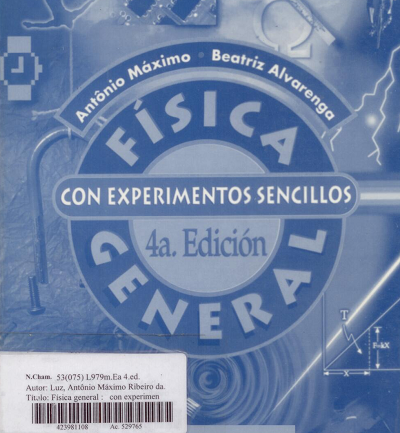 Antônio Máximo · Beatriz Alvarenga
FÍSICA
CON EXPERIMENTOS SENCILLOS
4a. Edición
GENERAL
T
F=kX
X
N.Cham. 53(075) L979m.Ea 4.ed.
Autor: Luz, Antônio Máximo Ribeiro da.
Título: Física general : con experimen
423981108 Ac. 529765